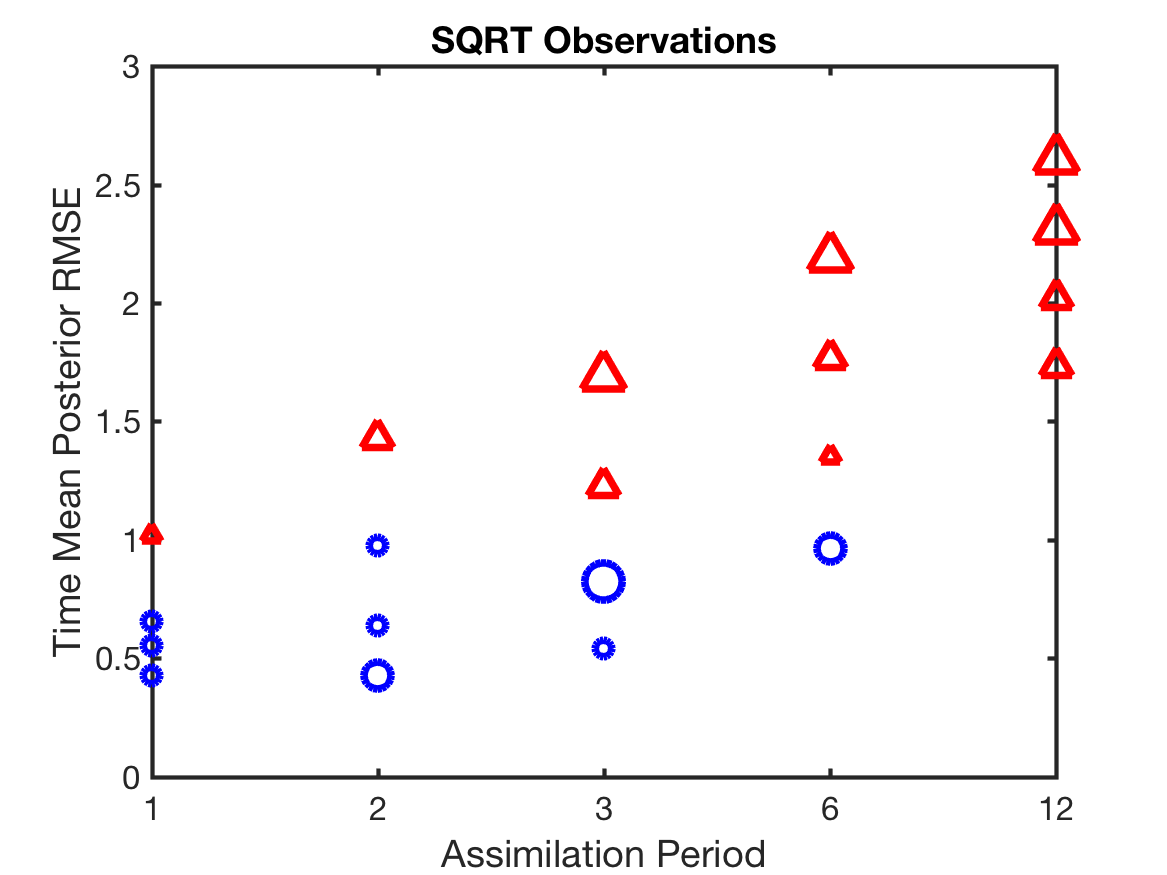 SQRT Observations
3
2.5
2
1.5
1
0.5
0
Time Mean Posterior RMSE
1 2 3 6 12
Assimilation Period